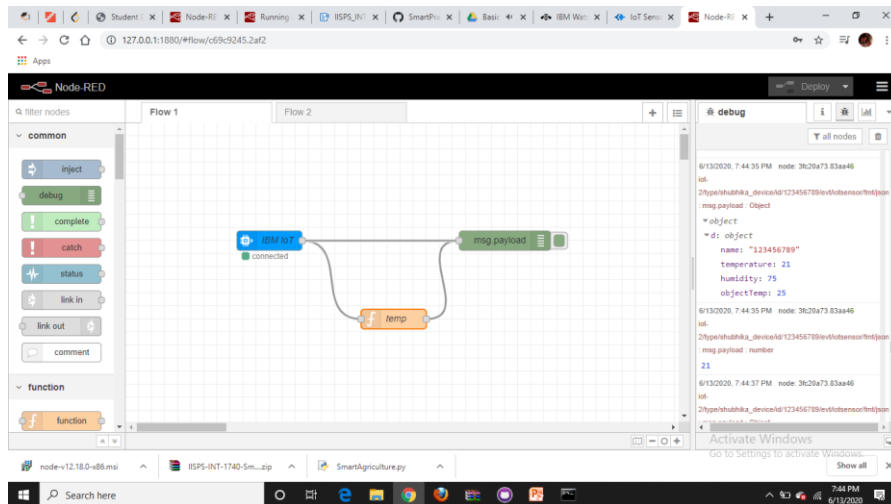 Student E
Node-RE
Running
IISPS_INT
SmartPra
Basic
IBM Wat
IoT Senso
Node-RE
127.0.0.1:1880/#flow/c69c9245.2af2
Apps
Node-RED
Deploy
filter nodes
Flow 1
Flow 2
debug
i
all nodes
common
inject
debug
complete
catch
status
link in
link out
comment
function
function
IBM IoT
connected
msg.payload
temp
6/13/2020, 7:44:35 PM node: 3fc20a73.83aa46
iot-
2/type/shubhika_device/id/123456789/evt/iotsensor/fmt/json
: msg.payload : Object
object
d: object
name: "123456789"
temperature: 21
humidity: 75
objectTemp: 25
6/13/2020, 7:44:35 PM node: 3fc20a73.83aa46
iot-
2/type/shubhika_device/id/123456789/evt/iotsensor/fmt/json
: msg.payload : number
21
6/13/2020, 7:44:37 PM node: 3fc20a73.83aa46
iot-
2/type/shubhika_device/id/123456789/evt/iotsensor/fmt/json
Activate Windows
Go to Settings to activate Windows.
node-v12.18.0-x86.msi
IISPS-INT-1740-Sm....zip
SmartAgriculture.py
Show all
Search here
7:44 PM
6/13/2020